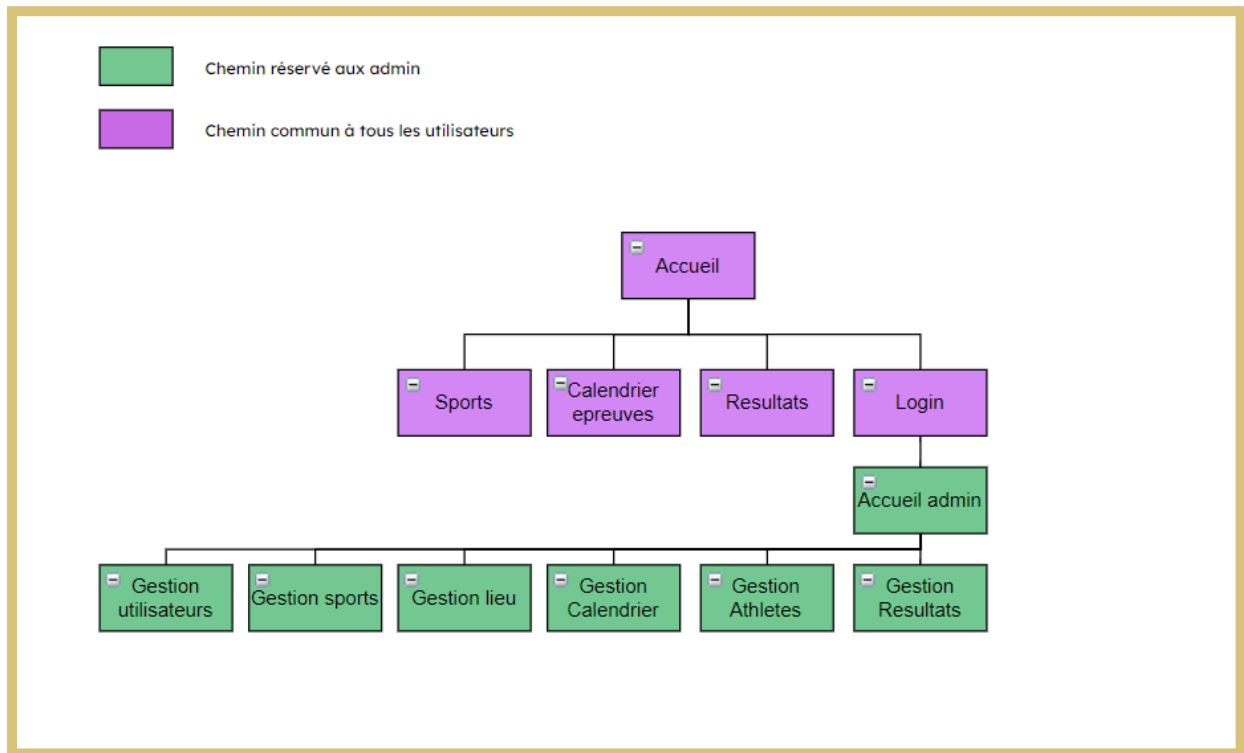 Chemin réservé aux admin
Chemin commun à tous les utilisateurs
Accueil
Sports
Calendrier
epreuves
Resultats
Login
Accueil admin
Gestion
utilisateurs
Gestion sports
Gestion lieu
Gestion
Calendrier
Gestion
Athletes
Gestion
Resultats